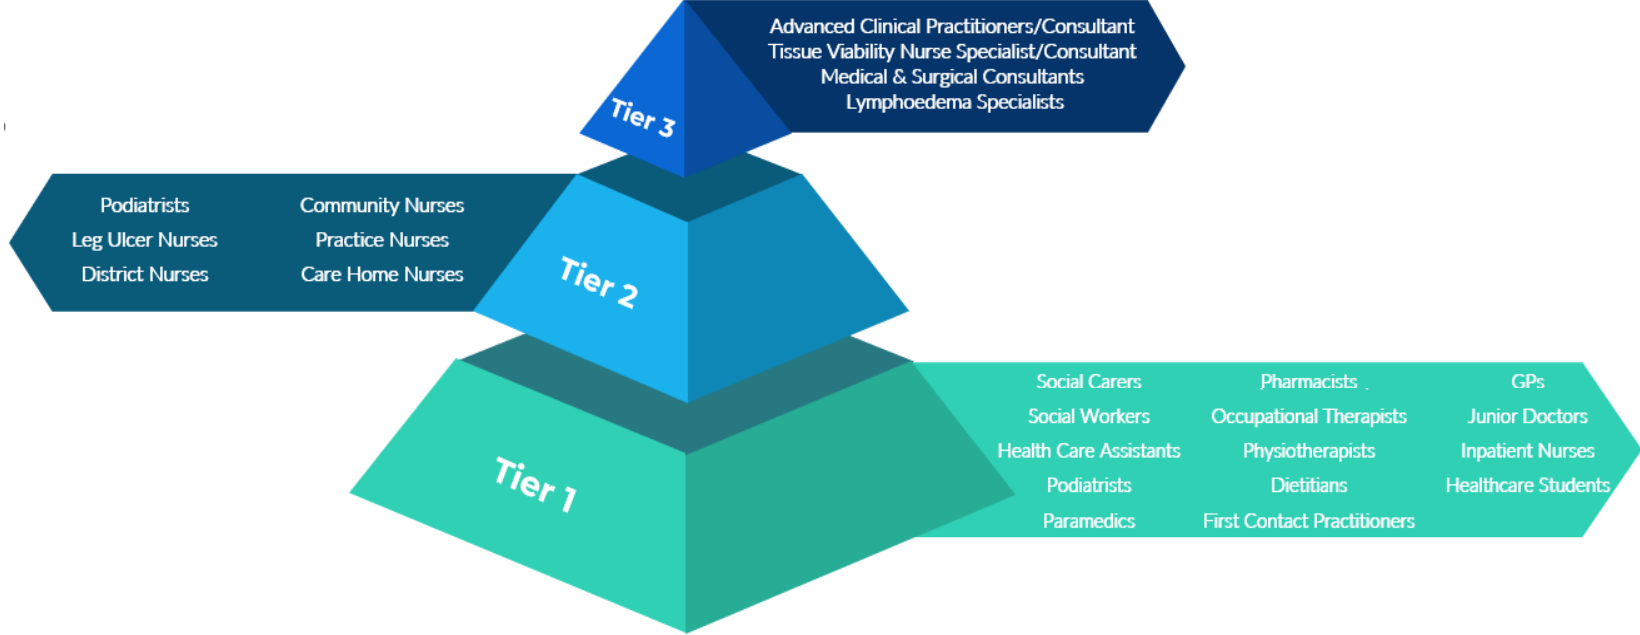 Advanced Clinical Practitioners/Consultant
Tissue Viability Nurse Specialist/Consultant
Medical & Surgical Consultants
Lymphoedema Specialists
Tier 3
Podiatrists
Leg Ulcer Nurses
District Nurses
Community Nurses
Practice Nurses
Care Home Nurses
Tier 2
Social Carers
Social Workers
Health Care Assistants
Podiatrists
Paramedics
Pharmacists .
Occupational Therapists
Physiotherapists
Dietitians
First Contact Practitioners
GPs
Junior Doctors
Inpatient Nurses
Healthcare Students
Tier 1